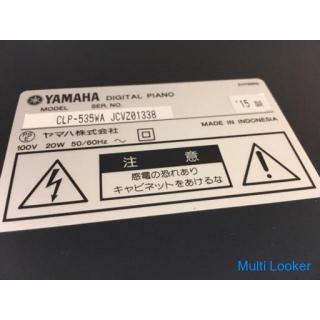 YAMAHA DIGITAL PIANO
MODEL SER. NO.
CLP-535WA JCVZ01338
'15 製
ヤマハ株式会社
100V 20W 50/60Hz ~
MADE IN INDONESIA
注意
感電の恐れあり
キャビネットをあけるな
Multi Looker